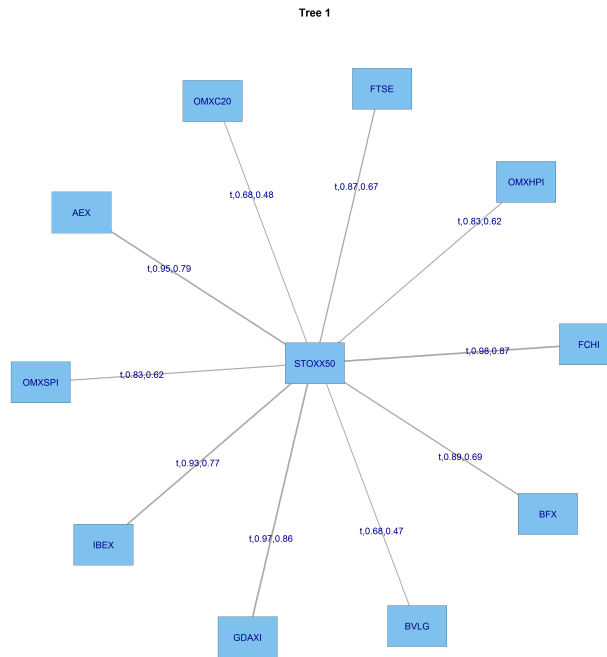 Tree 1
FTSE
OMXC20
OMXHPI
t,0.87,0.67
t,0.68,0.48
AEX
t,0.83,0.62
t,0.95,0.79
FCHI
t,0.98,0.87
STOXX50
t,0.83,0.62
OMXSPI
t,0.89,0.69
t,0.93,0.77
BFX
t,0.97,0.86
t,0.68,0.47
IBEX
BVLG
GDAXI